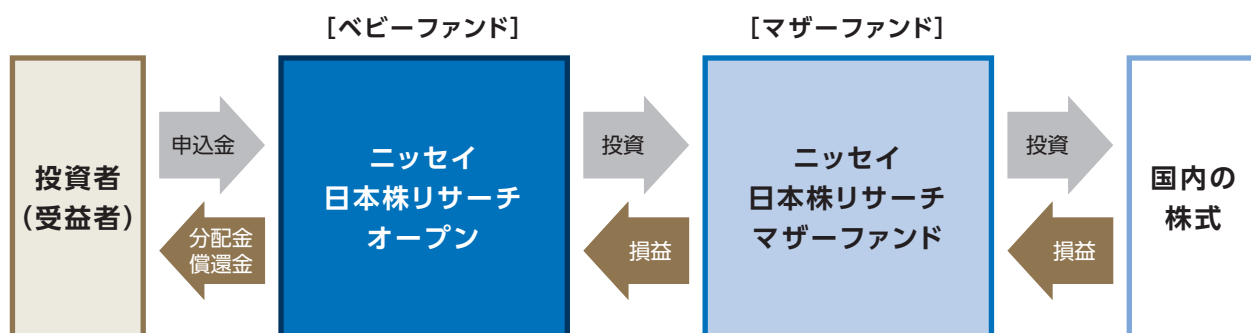 ［ベビーファンド］
［マザーファンド］
投資者
（受益者）
申込金
分配金
償還金
ニッセイ
日本株リサーチ
オープン
投資
損益
ニッセイ
日本株リサーチ
マザーファンド
投資
損益
国内の
株式